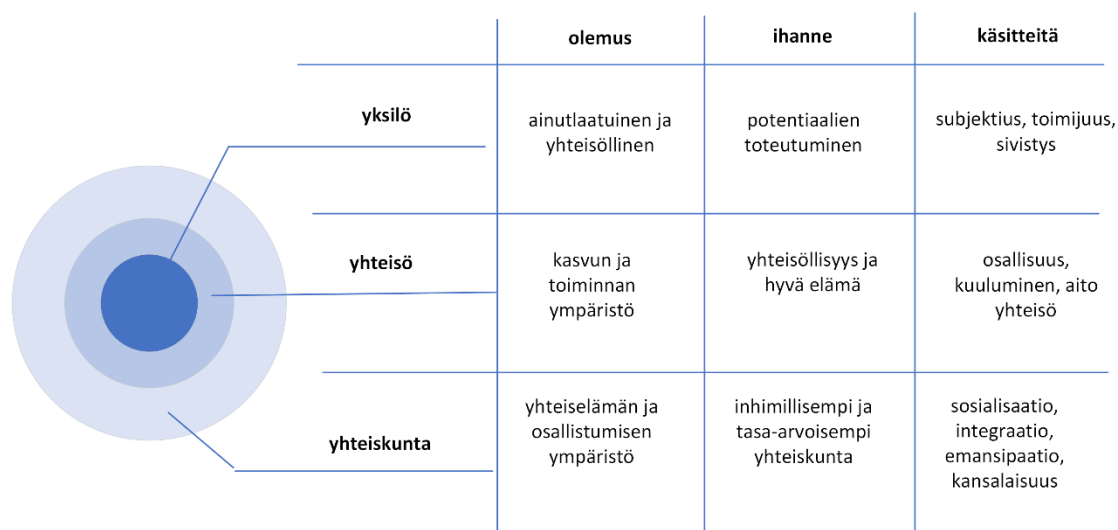 olemus
ihanne
käsitteitä
yksilö
ainutlaatuinen ja
yhteisöllinen
potentiaalien
toteutuminen
subjektius, toimijuus,
sivistys
yhteisö
kasvun ja
toiminnan
ympäristö
yhteisöllisyys ja
hyvä elämä
osallisuus,
kuuluminen, aito
yhteisö
yhteiskunta
yhteiselämän ja
osallistumisen
ympäristö
inhimillisempi ja
tasa-arvoisempi
yhteiskunta
sosialisaatio,
integraatio,
emansipaatio,
kansalaisuus